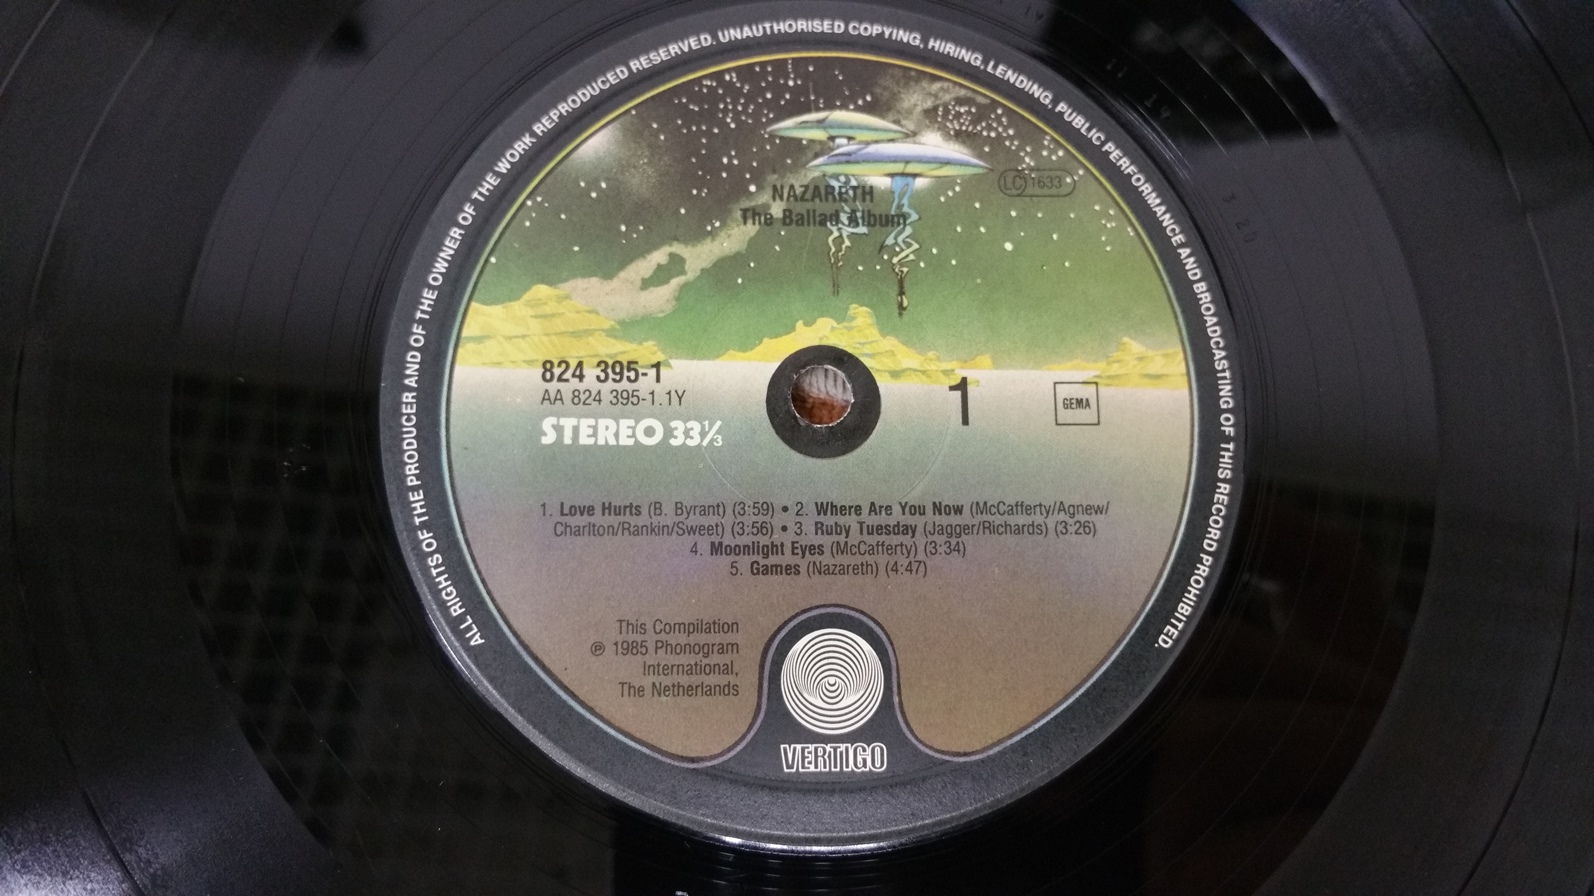 ALL RIGHTS OF THE PRODUCER AND OF THE OWNER OF THE WORK REPRODUCED RESERVED. UNAUTHORISED COPYING, HIRING, LENDING, PUBLIC PERFORMANCE AND BROADCASTING OF THIS RECORD PROHIBITED.
NAZARETH
The Ballad Album
LC 1633
824 395-1
AA 824 395-1.1Y
STEREO 33⅓
1
GEMA
1. Love Hurts (B. Byrant) (3:59) • 2. Where Are You Now (McCafferty/Agnew/
Charlton/Rankin/Sweet) (3:56) • 3. Ruby Tuesday (Jagger/Richards) (3:26)
4. Moonlight Eyes (McCafferty) (3:34)
5. Games (Nazareth) (4:47)
This Compilation
℗ 1985 Phonogram
International,
The Netherlands
VERTIGO